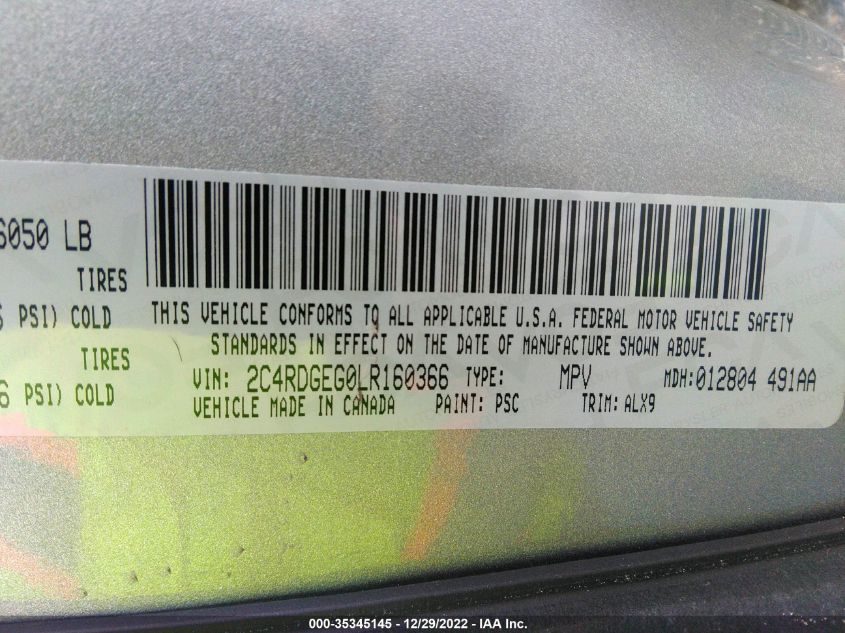 6050 LB
TIRES
PSI) COLD
TIRES
6 PSI) COLD
THIS VEHICLE CONFORMS TO ALL APPLICABLE U.S.A. FEDERAL MOTOR VEHICLE SAFETY
STANDARDS IN EFFECT ON THE DATE OF MANUFACTURE SHOWN ABOVE.
VIN: 2C4RDGEG0LR160366 TYPE: MPV MDH:012804 491AA
VEHICLE MADE IN CANADA PAINT: PSC TRIM: ALX9
000-35345145 - 12/29/2022 - IAA Inc.